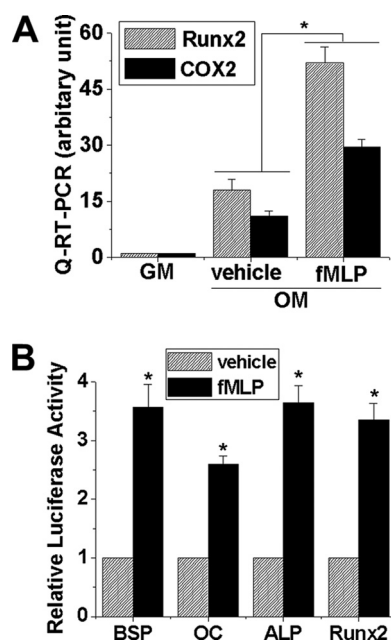 A
Q-RT-PCR (arbitary unit)
60
45
30
15
0
Runx2
COX2
*
GM
vehicle
fMLP
OM
B
Relative Luciferase Activity
4
3
2
1
0
vehicle
fMLP
*
*
*
*
BSP
OC
ALP
Runx2